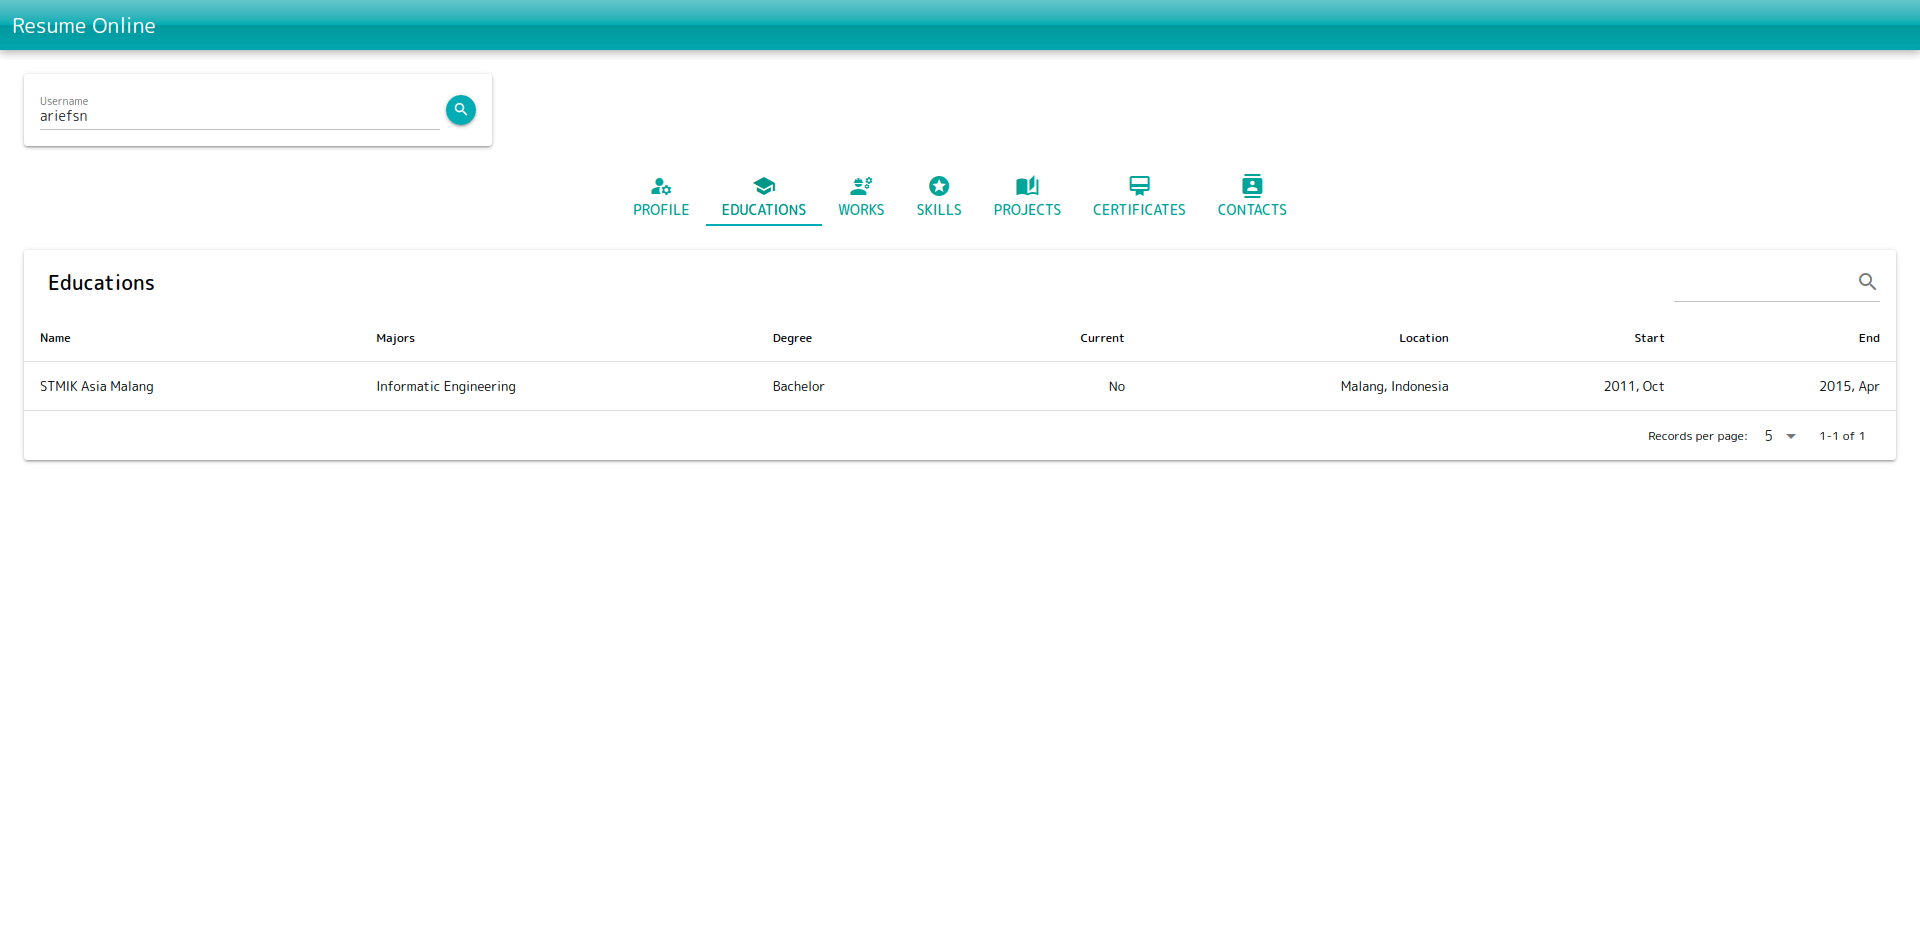 Resume Online
Username
ariefsn
PROFILE EDUCATIONS WORKS SKILLS PROJECTS CERTIFICATES CONTACTS
Educations
Name Majors Degree Current Location Start End
STMIK Asia Malang Informatic Engineering Bachelor No Malang, Indonesia 2011, Oct 2015, Apr
Records per page: 5 1-1 of 1